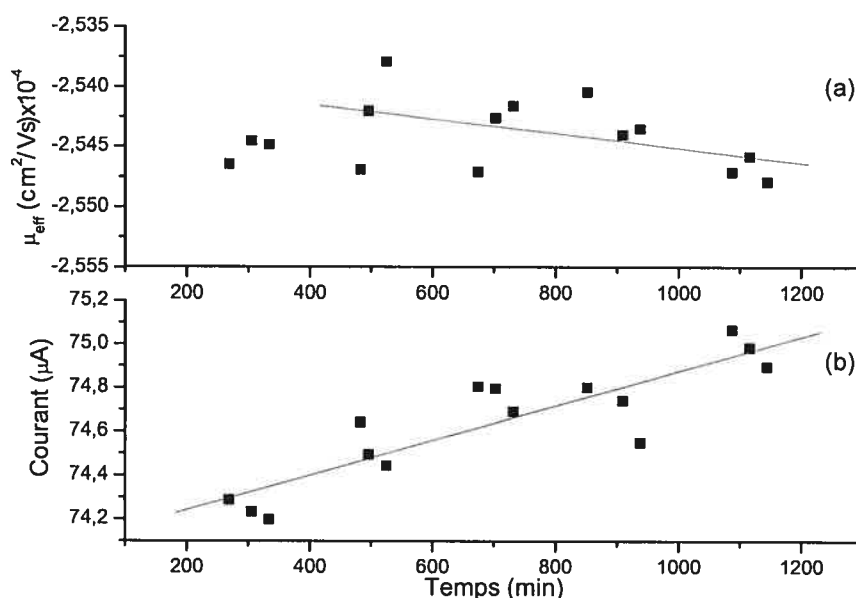 -2,535
-2,540
-2,545
-2,550
-2,555
μeff (cm²/Vs)x10⁻⁴
(a)
200 400 600 800 1000 1200
75,2
75,0
74,8
74,6
74,4
74,2
Courant (μA)
(b)
200 400 600 800 1000 1200
Temps (min)